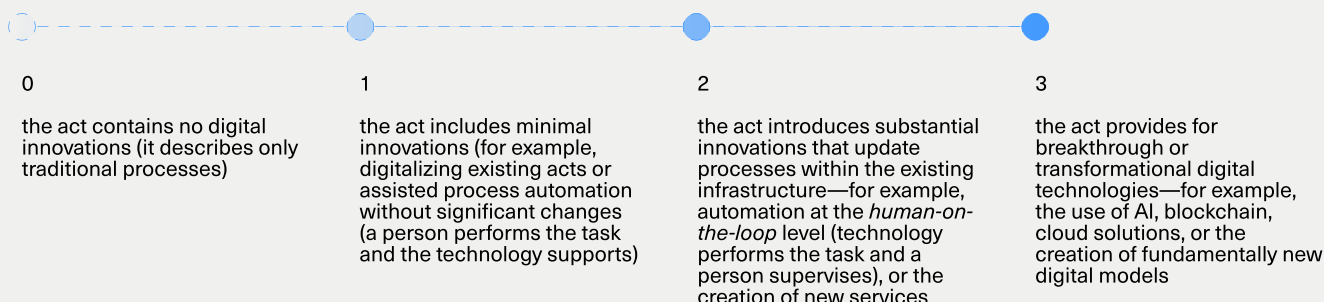 0
the act contains no digital
innovations (it describes only
traditional processes)
1
the act includes minimal
innovations (for example,
digitalizing existing acts or
assisted process automation
without significant changes
(a person performs the task
and the technology supports)
2
the act introduces substantial
innovations that update
processes within the existing
infrastructure—for example,
automation at the human-on-
the-loop level (technology
performs the task and a
person supervises), or the
creation of new services
3
the act provides for
breakthrough or
transformational digital
technologies—for example,
the use of AI, blockchain,
cloud solutions, or the
creation of fundamentally new
digital models